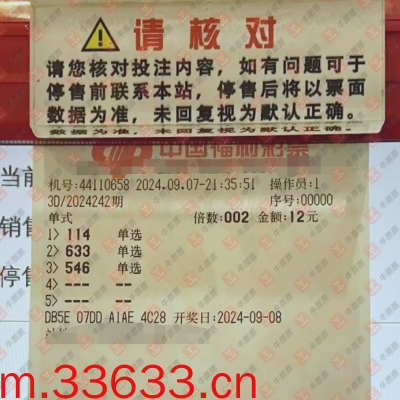 请核对
请您核对投注内容，如有问题可于
停售前联系本站，停售后将以票面
数据为准，未回复视为默认正确。
数据为准，未回复视为默认正确。
中国福利彩票
当前
机号:44110658 2024.09.07-21:35:51 操作员:1
3D/2024242期 序号:00000
销售
单式 倍数:002 金额:12元
1> 114 单选
2> 633 单选
停售
3> 546 单选
4> --- --
5> --- --
DB5E 07DD A1AE 4C28 开奖日:2024-09-08
m.33633.cn